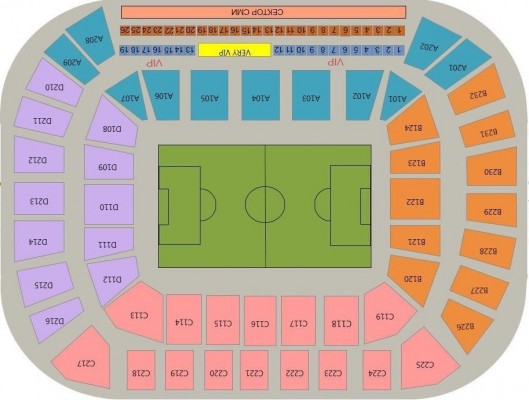 СЕКТОР СМИ
26 25 24 23 22 21 20 19 18 17 16 15 14 13 12 11 10 9 8 7 6 5 4 3 2 1
19 18 17 16 15 14 13 VERY VIP 12 11 10 9 8 7 6 5 4 3 2 1
VIP VIP
A208
A202
A209
A201
A107
A106
A105
A104
A103
A102
A101
D210
D211
D212
D213
D214
D215
D216
D108
D109
D110
D111
D112
B124
B123
B122
B121
B120
B232
B231
B230
B229
B228
B227
B226
C113
C114
C115
C116
C117
C118
C119
C217
C218
C219
C220
C221
C222
C223
C224
C225